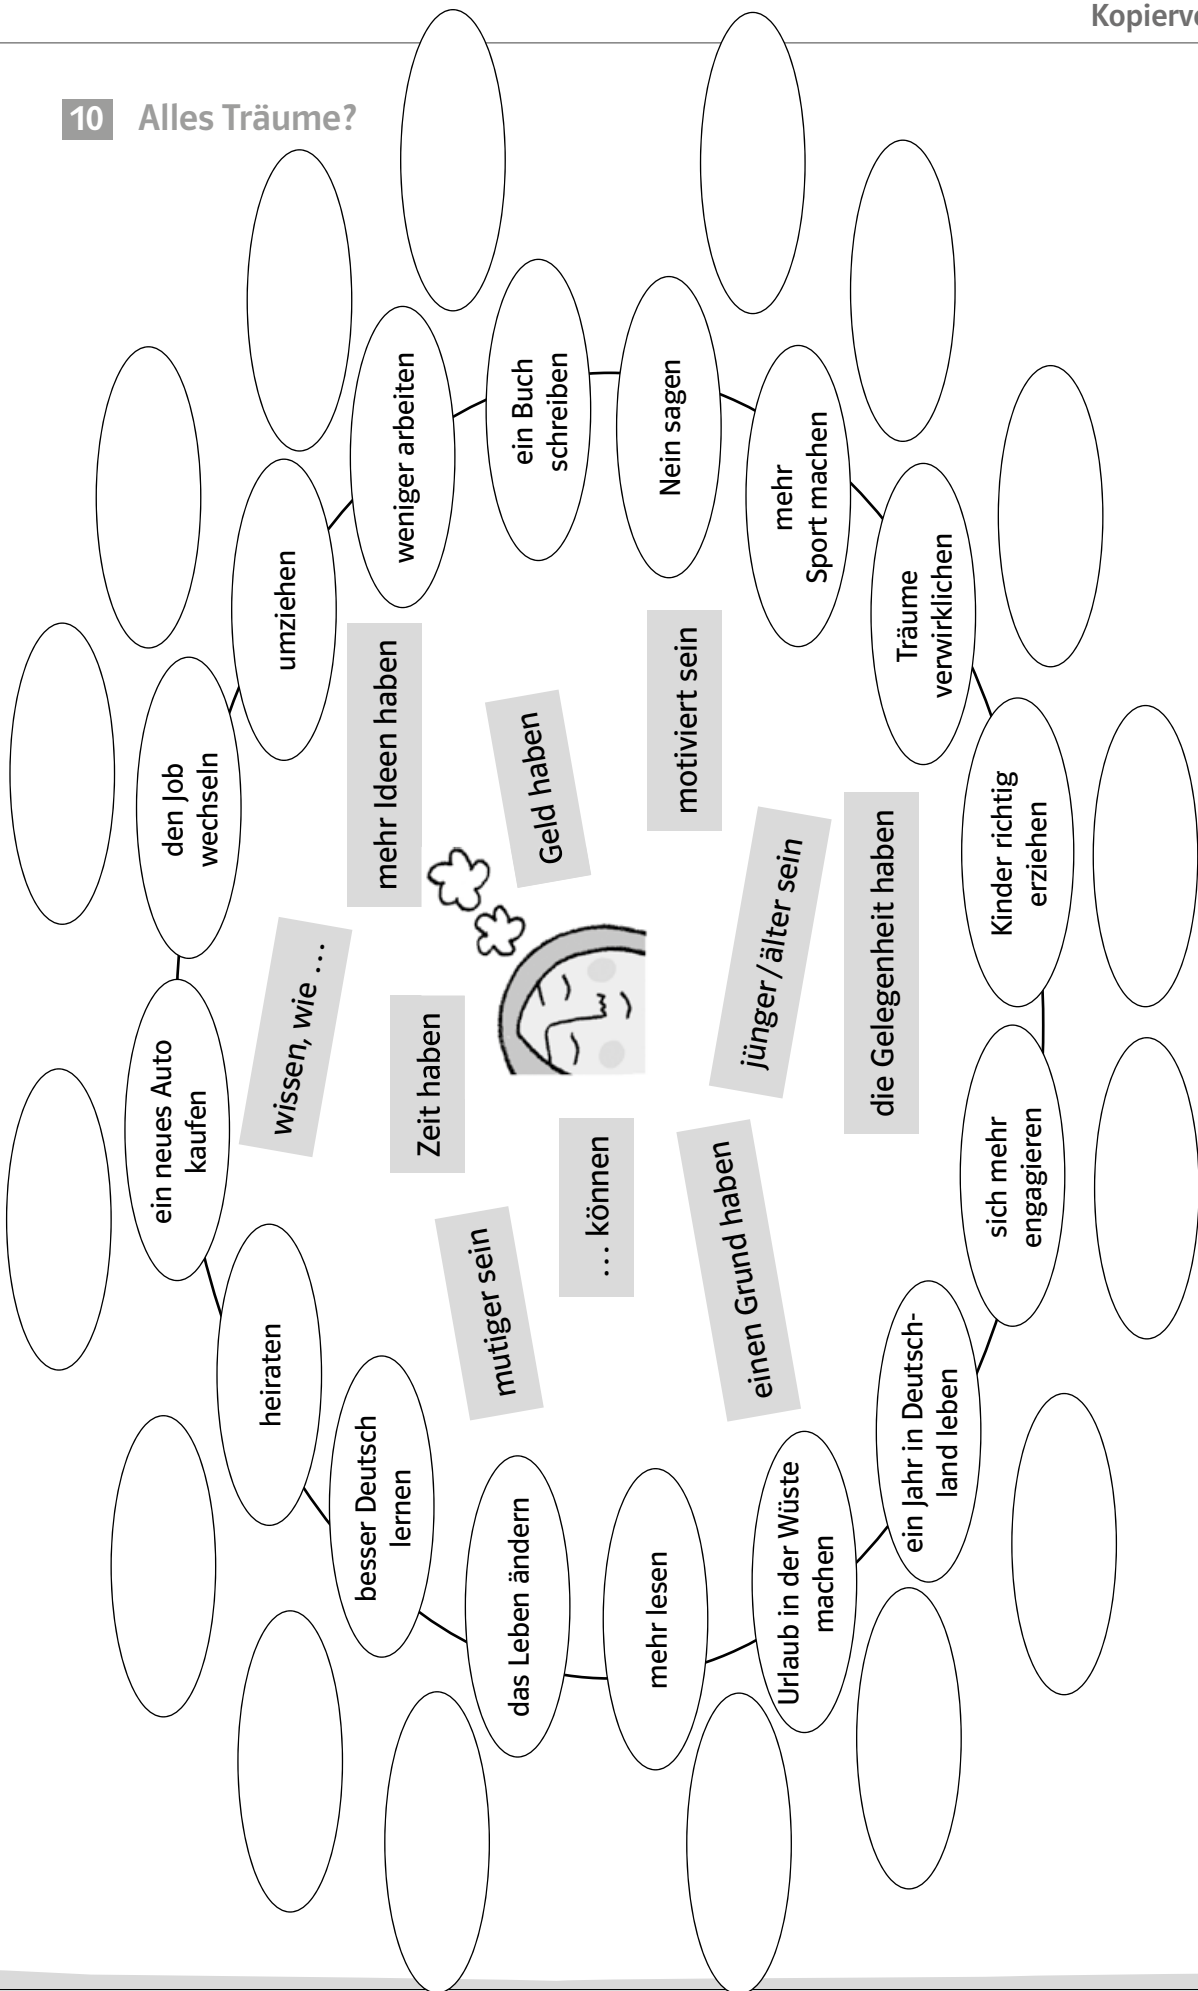 Kopierv
10 Alles Träume?
weniger arbeiten
ein Buch
schreiben
Nein sagen
mehr
Sport machen
Träume
verwirklichen
Kinder richtig
erziehen
sich mehr
engagieren
ein Jahr in Deutsch-
land leben
Urlaub in der Wüste
machen
mehr lesen
das Leben ändern
besser Deutsch
lernen
heiraten
ein neues Auto
kaufen
den Job
wechseln
umziehen
mehr Ideen haben
Geld haben
motiviert sein
wissen, wie ...
Zeit haben
jünger / älter sein
die Gelegenheit haben
mutiger sein
... können
einen Grund haben